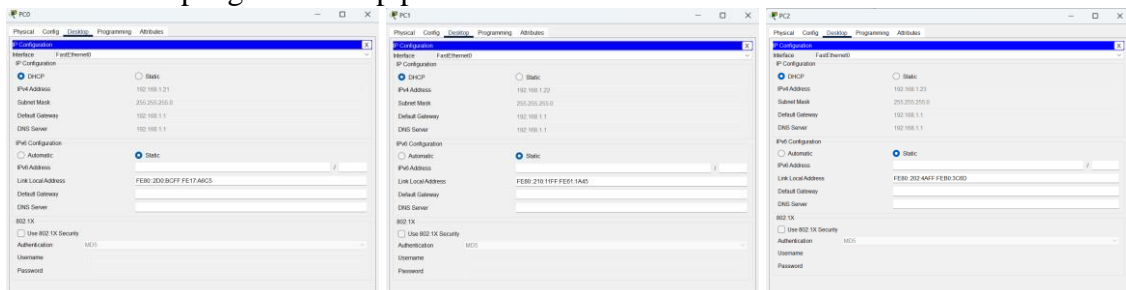 PC0
Physical Config Desktop Programming Attributes
IP Configuration X
Interface FastEthernet0
IP Configuration
DHCP Static
IPv4 Address 192.168.1.21
Subnet Mask 255.255.255.0
Default Gateway 192.168.1.1
DNS Server 192.168.1.1
IPv6 Configuration
Automatic Static
IPv6 Address /
Link Local Address FE80::2D0:BCFF:FE17:A8C5
Default Gateway
DNS Server
802.1X
Use 802.1X Security
Authentication MD5
Username
Password
PC1
Physical Config Desktop Programming Attributes
IP Configuration X
Interface FastEthernet0
IP Configuration
DHCP Static
IPv4 Address 192.168.1.22
Subnet Mask 255.255.255.0
Default Gateway 192.168.1.1
DNS Server 192.168.1.1
IPv6 Configuration
Automatic Static
IPv6 Address /
Link Local Address FE80::210:11FF:FE61:1A45
Default Gateway
DNS Server
802.1X
Use 802.1X Security
Authentication MD5
Username
Password
PC2
Physical Config Desktop Programming Attributes
IP Configuration X
Interface FastEthernet0
IP Configuration
DHCP Static
IPv4 Address 192.168.1.23
Subnet Mask 255.255.255.0
Default Gateway 192.168.1.1
DNS Server 192.168.1.1
IPv6 Configuration
Automatic Static
IPv6 Address /
Link Local Address FE80::202:4AFF:FEB0:3C8D
Default Gateway
DNS Server
802.1X
Use 802.1X Security
Authentication MD5
Username
Password